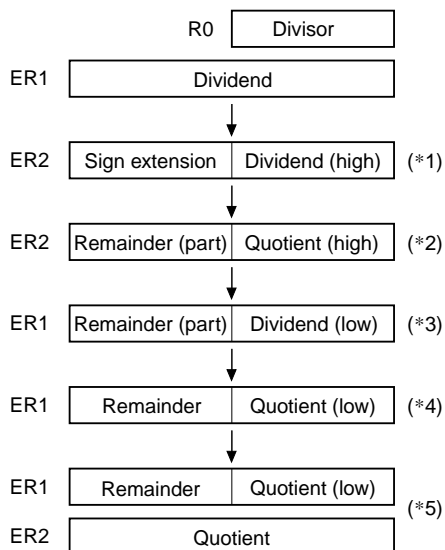 R0 Divisor
ER1 Dividend
ER2 Sign extension Dividend (high) (*1)
ER2 Remainder (part) Quotient (high) (*2)
ER1 Remainder (part) Dividend (low) (*3)
ER1 Remainder Quotient (low) (*4)
ER1 Remainder Quotient (low)
(*5)
ER2 Quotient